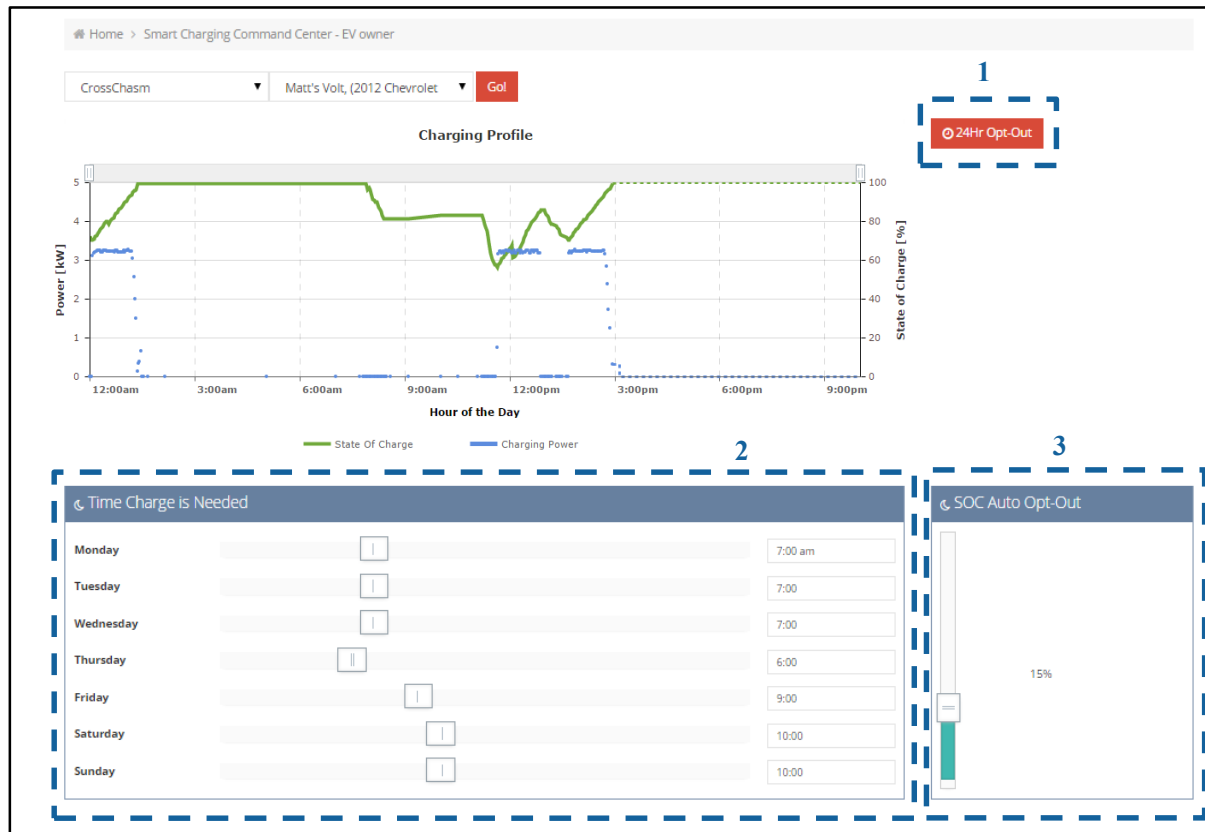 Home > Smart Charging Command Center - EV owner
CrossChasm
Matt's Volt, (2012 Chevrolet
Go!
1
24Hr Opt-Out
Charging Profile
5
4
3
2
1
0
Power [kW]
100
80
60
40
20
0
State of Charge [%]
12:00am 3:00am 6:00am 9:00am 12:00pm 3:00pm 6:00pm 9:00pm
Hour of the Day
State Of Charge
Charging Power
2
Time Charge is Needed
Monday 7:00 am
Tuesday 7:00
Wednesday 7:00
Thursday 6:00
Friday 9:00
Saturday 10:00
Sunday 10:00
3
SOC Auto Opt-Out
15%